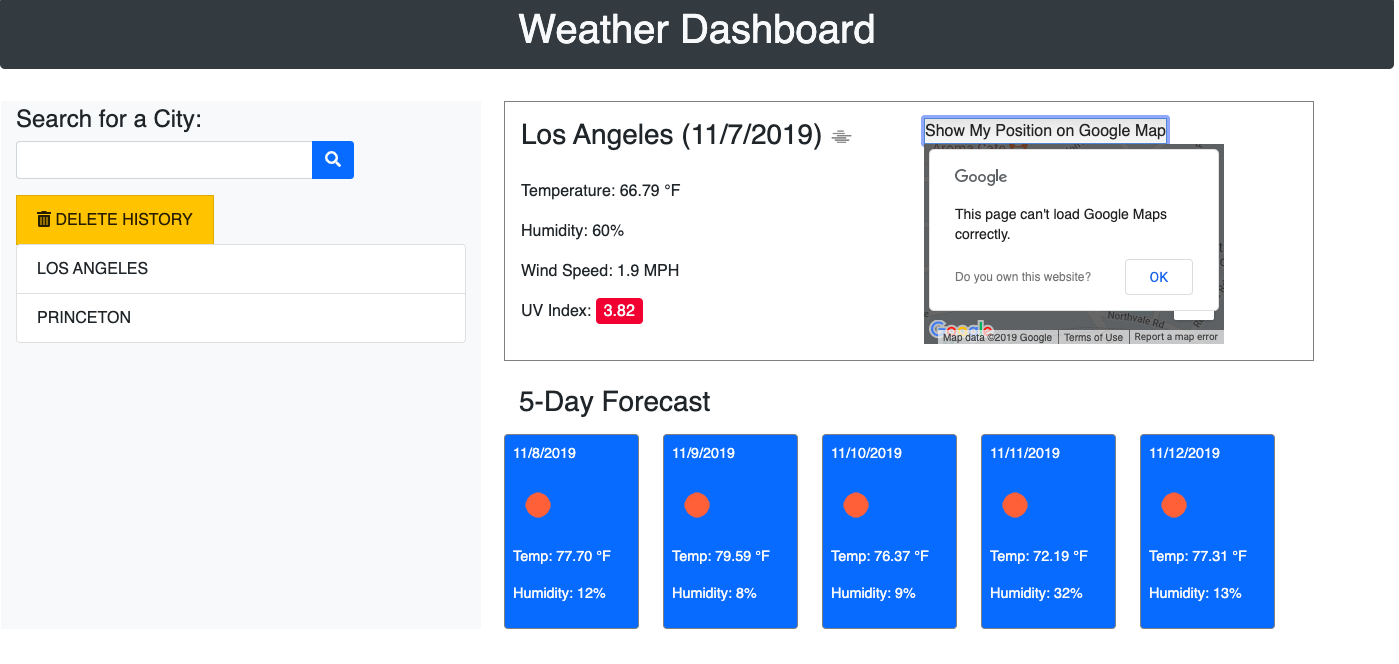 Weather Dashboard
Search for a City:
DELETE HISTORY
LOS ANGELES
PRINCETON
Los Angeles (11/7/2019)
Temperature: 66.79 °F
Humidity: 60%
Wind Speed: 1.9 MPH
UV Index: 3.82
Show My Position on Google Map
Google
This page can't load Google Maps
correctly.
Do you own this website?
OK
Northvale Rd
Google
Map data ©2019 Google
Terms of Use
Report a map error
5-Day Forecast
11/8/2019
Temp: 77.70 °F
Humidity: 12%
11/9/2019
Temp: 79.59 °F
Humidity: 8%
11/10/2019
Temp: 76.37 °F
Humidity: 9%
11/11/2019
Temp: 72.19 °F
Humidity: 32%
11/12/2019
Temp: 77.31 °F
Humidity: 13%